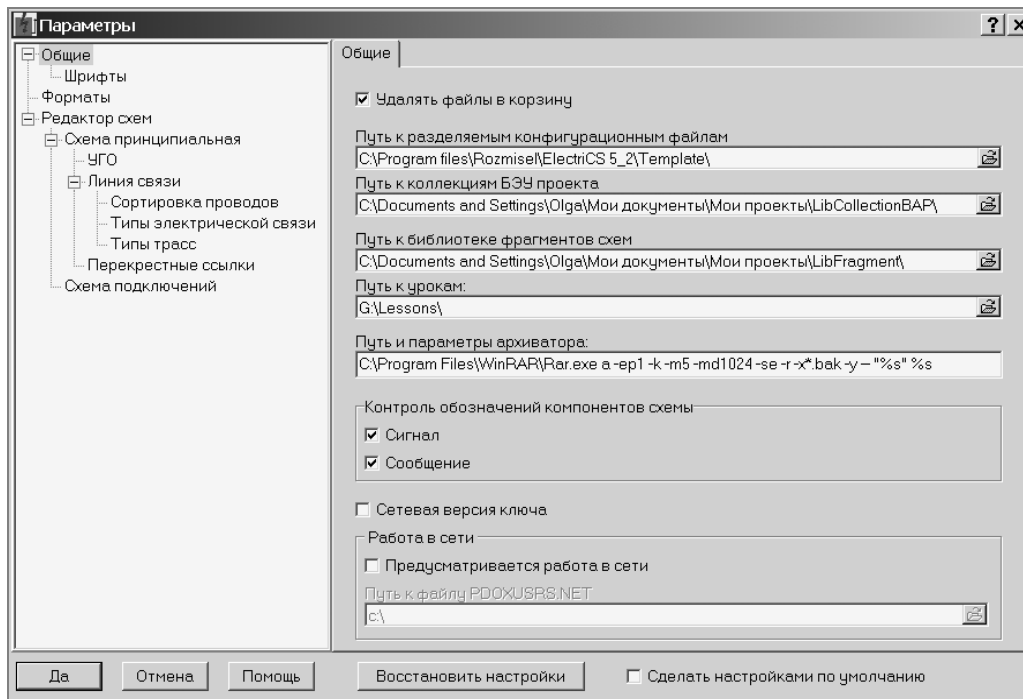 Параметры
Общие
Шрифты
Форматы
Редактор схем
Схема принципиальная
УГО
Линия связи
Сортировка проводов
Типы электрической связи
Типы трасс
Перекрестные ссылки
Схема подключений
Общие
Удалять файлы в корзину
Путь к разделяемым конфигурационным файлам
C:\Program files\Rozmisel\ElectriCS 5_2\Template\
Путь к коллекциям БЭУ проекта
C:\Documents and Settings\Olga\Мои документы\Мои проекты\LibCollectionBAP\
Путь к библиотеке фрагментов схем
C:\Documents and Settings\Olga\Мои документы\Мои проекты\LibFragment\
Путь к урокам:
G:\Lessons\
Путь и параметры архиватора:
C:\Program Files\WinRAR\Rar.exe a -ep1 -k -m5 -md1024 -se -r -x*.bak -y -- "%s" %s
Контроль обозначений компонентов схемы
Сигнал
Сообщение
Сетевая версия ключа
Работа в сети
Предусматривается работа в сети
Путь к файлу PDOXUSRS.NET
c:\
Да
Отмена
Помощь
Восстановить настройки
Сделать настройками по умолчанию